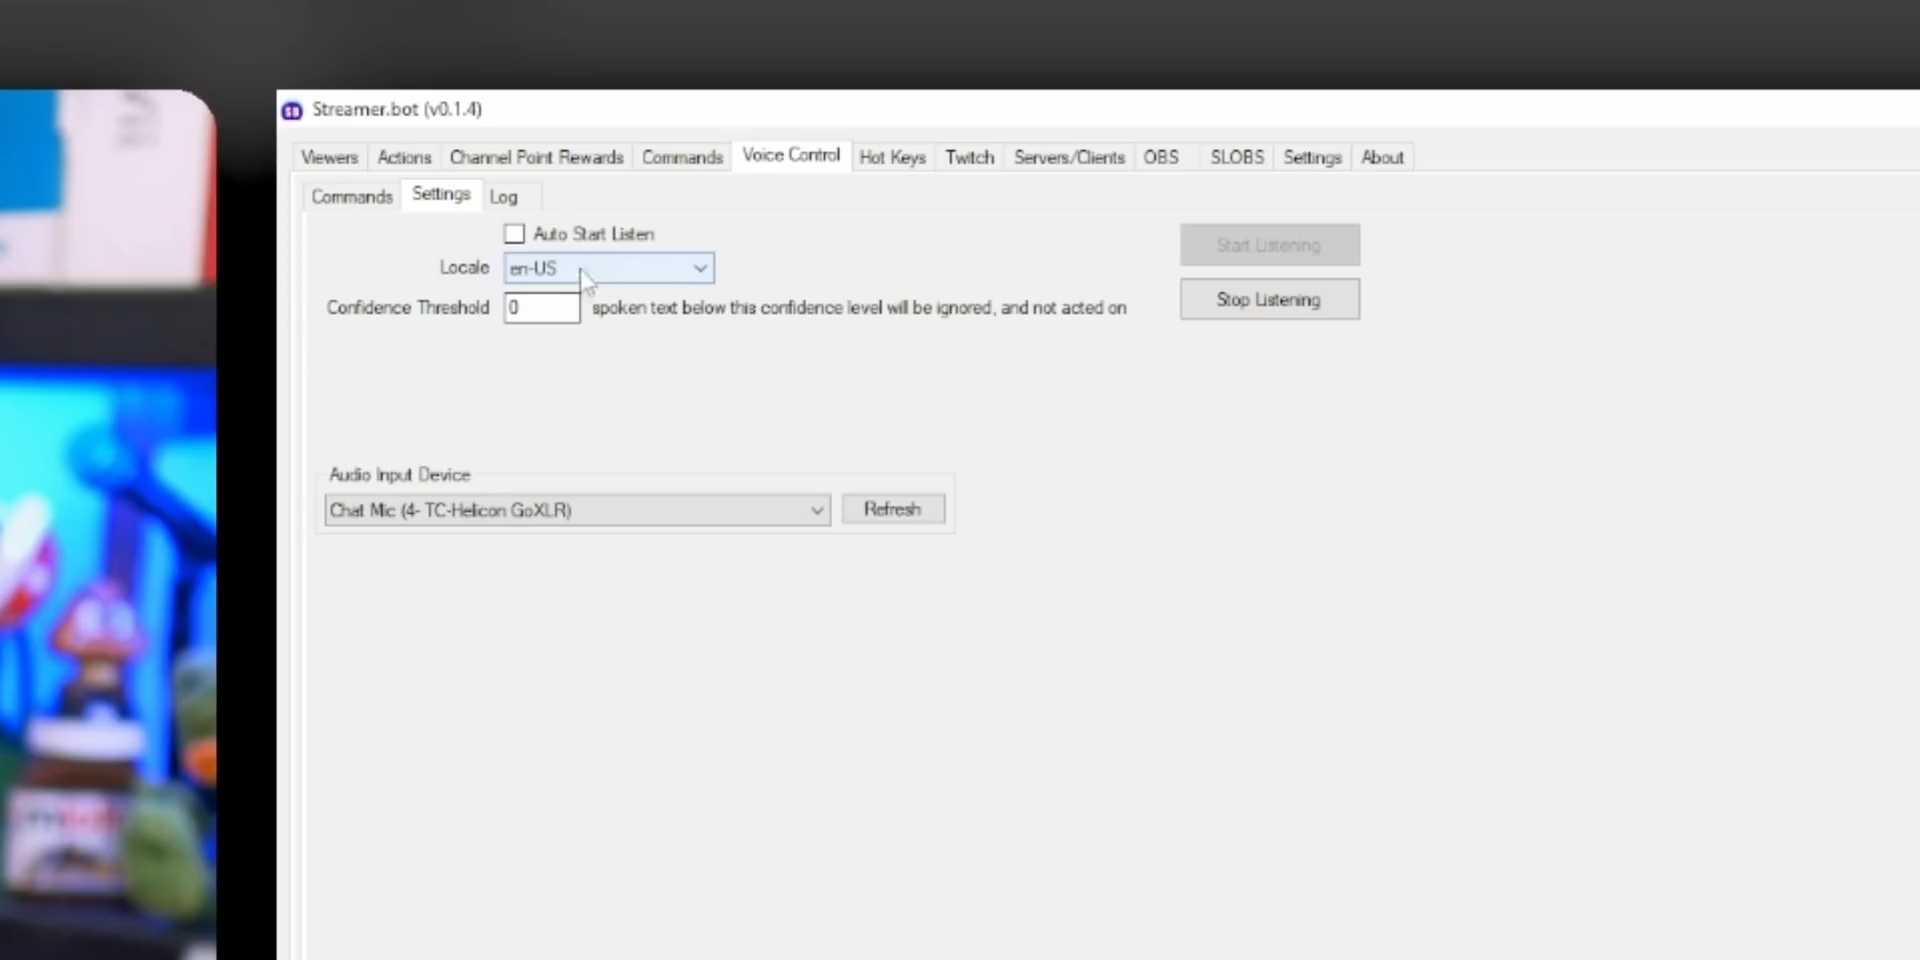 Streamer.bot (v0.1.4)
Viewers Actions Channel Point Rewards Commands Voice Control Hot Keys Twitch Servers/Clients OBS SLOBS Settings About
Commands Settings Log
Auto Start Listen
Start Listening
Locale en-US
Stop Listening
Confidence Threshold 0 spoken text below this confidence level will be ignored, and not acted on
Audio Input Device
Chat Mic (4- TC-Helicon GoXLR) Refresh